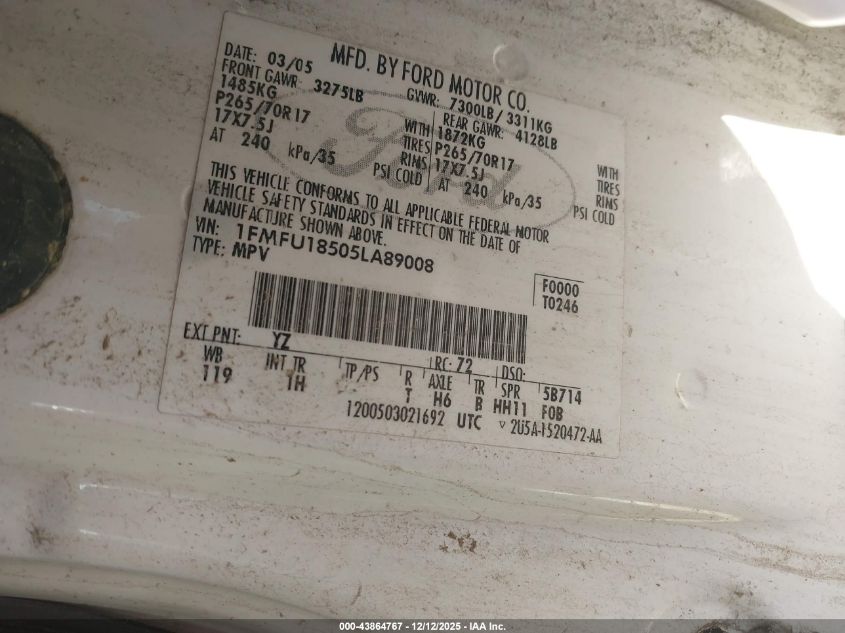 MFD. BY FORD MOTOR CO.
DATE: 03/05 GVWR: 7300LB/ 3311KG
FRONT GAWR: 3275LB REAR GAWR: 4128LB
1485KG WITH 1872KG WITH
P265/70R17 TIRES P265/70R17 TIRES
17X7.5J RIMS 17X7.5J RIMS
AT 240 kPa/35 PSI COLD AT 240 kPa/35 PSI COLD
Ford
THIS VEHICLE CONFORMS TO ALL APPLICABLE FEDERAL MOTOR
VEHICLE SAFETY STANDARDS IN EFFECT ON THE DATE OF
MANUFACTURE SHOWN ABOVE.
VIN: 1FMFU18505LA89008
TYPE: MPV
F0000
T0246
EXT PNT: YZ RC: 72 DSO:
WB INT TR TP/PS R AXLE TR SPR 5B714
119 1H T H6 B HH11 FOB
1200503021692 UTC ▽ 2U5A-1520472-AA
000-43864767 - 12/12/2025 - IAA Inc.